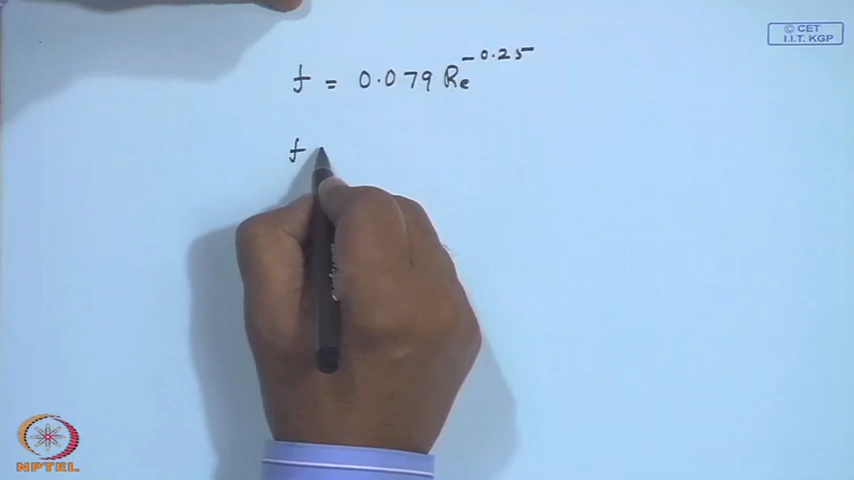 © CET
I.I.T. KGP
f = 0.079 Re^-0.25
f
NPTEL